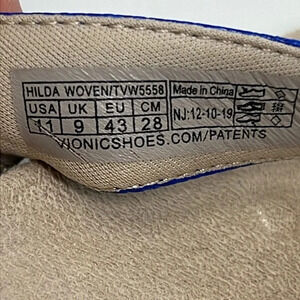 HILDA WOVEN/TVW5558
Made in China
USA UK EU CM
11 9 43 28
NJ:12-10-19
VIONICSHOES.COM/PATENTS